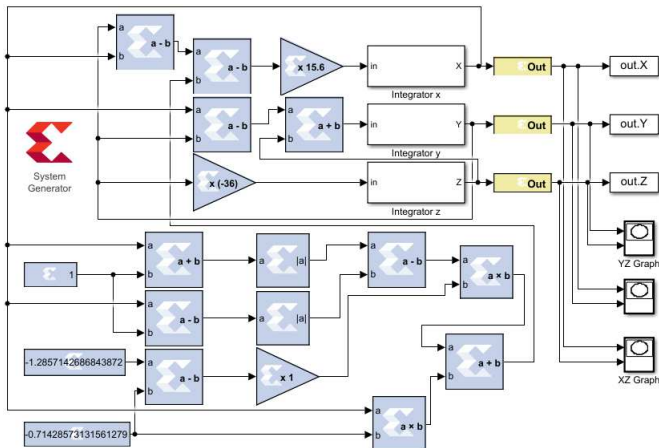 a
b
a - b
a
b
a - b
x 15.6
in
X
Integrator x
Out
out.X
a
b
a - b
a
b
a + b
in
Y
Integrator y
Out
out.Y
System
Generator
x (-36)
in
Z
Integrator z
Out
out.Z
YZ Graph
1
a
b
a + b
a
|a|
a
b
a - b
a
b
a × b
a
b
a - b
a
|a|
-1.2857142686843872
a
b
a - b
x 1
a
b
a + b
XZ Graph
-0.71428573131561279
a
b
a × b